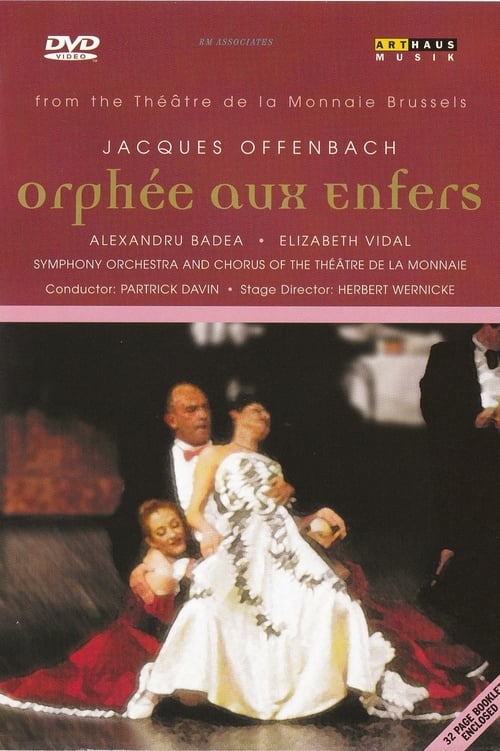 DVD
VIDEO
RM ASSOCIATES
ARTHAUS
MUSIK
from the Théâtre de la Monnaie Brussels
JACQUES OFFENBACH
orphée aux enfers
ALEXANDRU BADEA • ELIZABETH VIDAL
SYMPHONY ORCHESTRA AND CHORUS OF THE THÉÂTRE DE LA MONNAIE
Conductor: PARTRICK DAVIN • Stage Director: HERBERT WERNICKE
32 PAGE BOOKLET
ENCLOSED